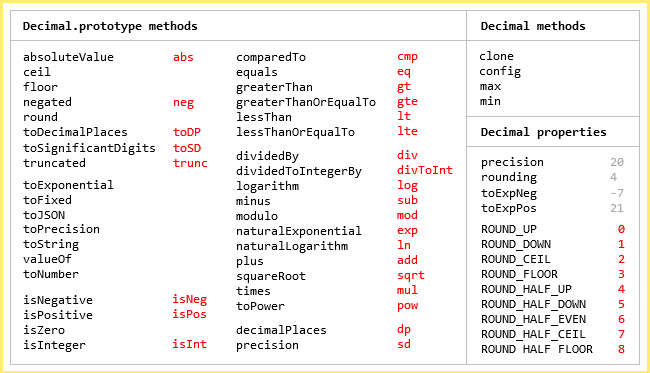 Decimal.prototype methods
absoluteValue abs
ceil
floor
negated neg
round
toDecimalPlaces toDP
toSignificantDigits toSD
truncated trunc
toExponential
toFixed
toJSON
toPrecision
toString
valueOf
toNumber
isNegative isNeg
isPositive isPos
isZero
isInteger isInt
comparedTo cmp
equals eq
greaterThan gt
greaterThanOrEqualTo gte
lessThan lt
lessThanOrEqualTo lte
dividedBy div
dividedToIntegerBy divToInt
logarithm log
minus sub
modulo mod
naturalExponential exp
naturalLogarithm ln
plus add
squareRoot sqrt
times mul
toPower pow
decimalPlaces dp
precision sd
Decimal methods
clone
config
max
min
Decimal properties
precision 20
rounding 4
toExpNeg -7
toExpPos 21
ROUND_UP 0
ROUND_DOWN 1
ROUND_CEIL 2
ROUND_FLOOR 3
ROUND_HALF_UP 4
ROUND_HALF_DOWN 5
ROUND_HALF_EVEN 6
ROUND_HALF_CEIL 7
ROUND HALF FLOOR 8